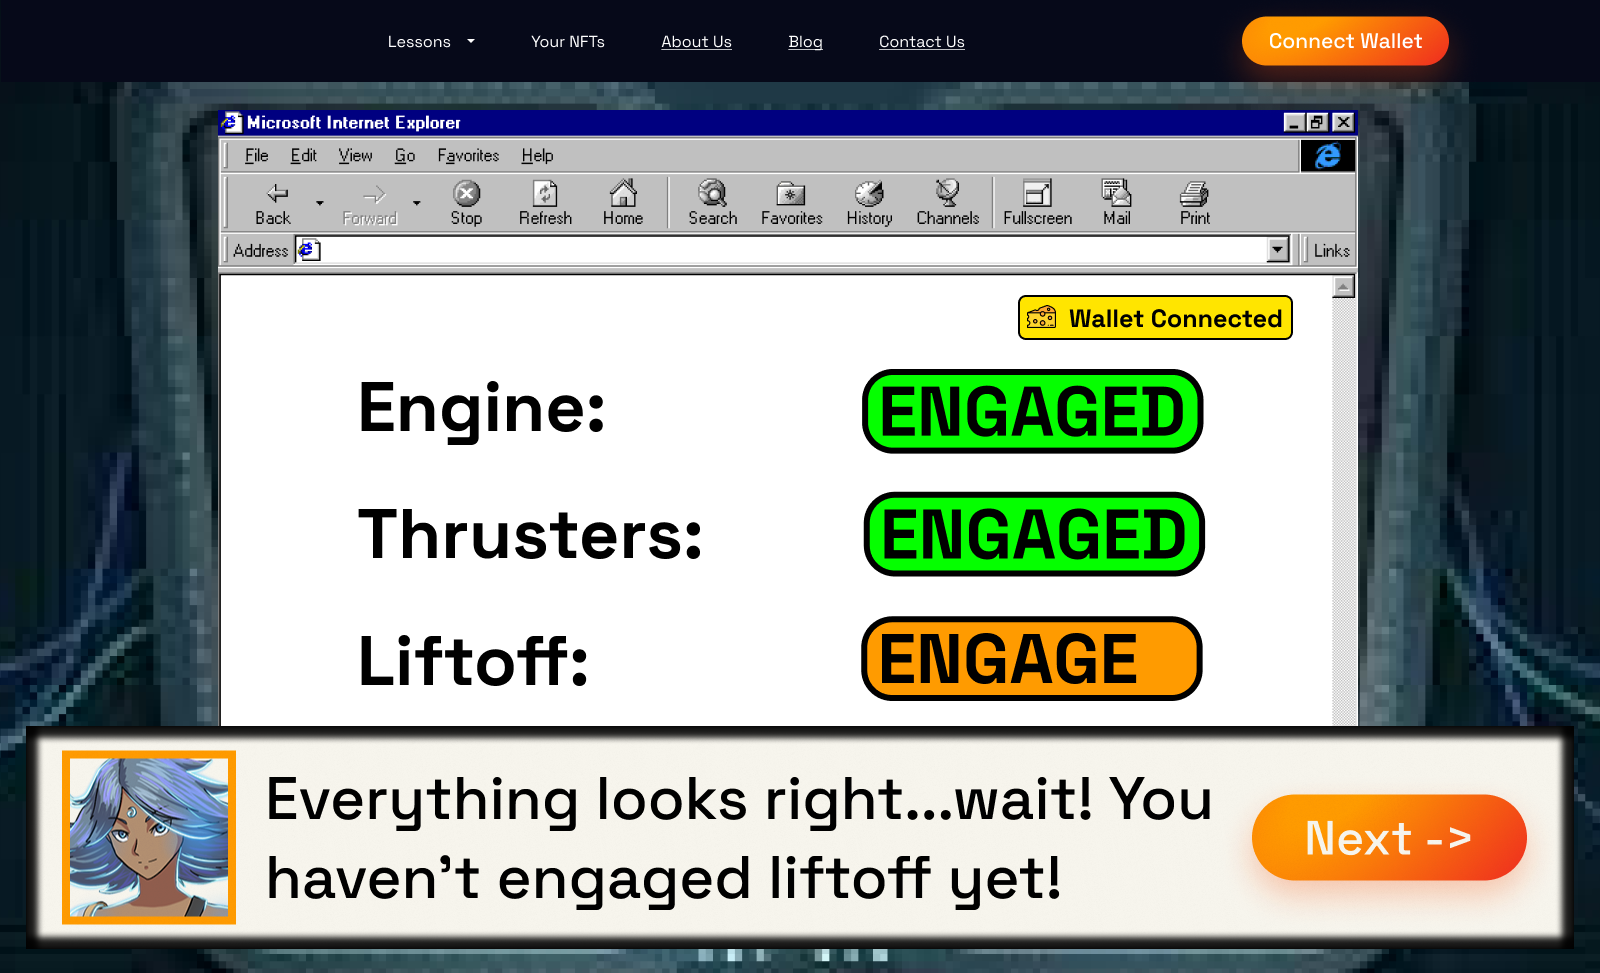 Lessons Your NFTs About Us Blog Contact Us Connect Wallet
Microsoft Internet Explorer
File Edit View Go Favorites Help
Back Forward Stop Refresh Home Search Favorites History Channels Fullscreen Mail Print
Address Links
Wallet Connected
Engine: ENGAGED
Thrusters: ENGAGED
Liftoff: ENGAGE
Everything looks right...wait! You
haven't engaged liftoff yet!
Next ->